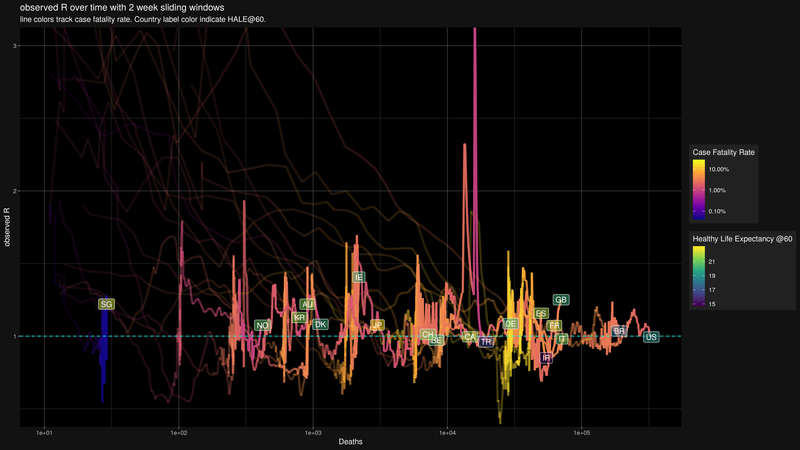 observed R over time with 2 week sliding windows
line colors track case fatality rate. Country label color indicate HALE@60.
3
2
1
observed R
SG
NO
KR
AU
DK
IE
JP
CH
SE
CA
TR
DE
ES
GB
FR
IT
IR
BR
US
1e+01
1e+02
1e+03
1e+04
1e+05
Deaths
Case Fatality Rate
10.00%
1.00%
0.10%
Healthy Life Expectancy @60
21
19
17
15